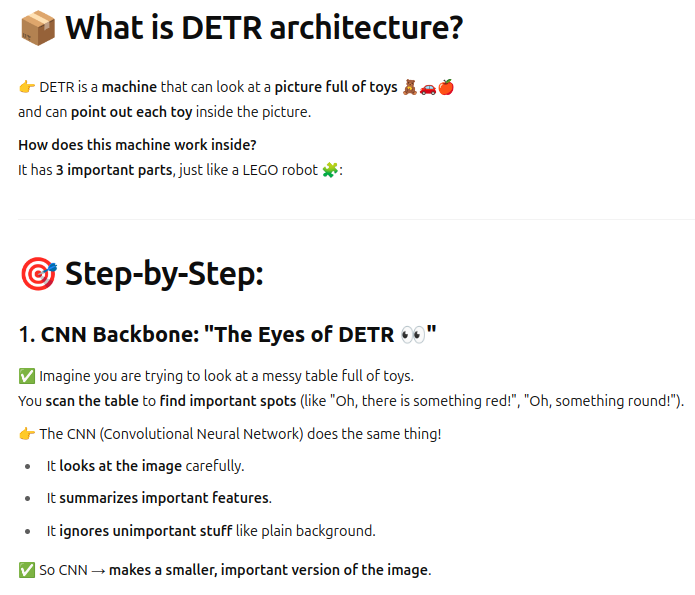 📦 What is DETR architecture?
👉 DETR is a machine that can look at a picture full of toys 🧸🚗🍎
and can point out each toy inside the picture.
How does this machine work inside?
It has 3 important parts, just like a LEGO robot 🧩:
🎯 Step-by-Step:
1. CNN Backbone: "The Eyes of DETR 👀"
✅ Imagine you are trying to look at a messy table full of toys.
You scan the table to find important spots (like "Oh, there is something red!", "Oh, something round!").
👉 The CNN (Convolutional Neural Network) does the same thing!
• It looks at the image carefully.
• It summarizes important features.
• It ignores unimportant stuff like plain background.
✅ So CNN → makes a smaller, important version of the image.